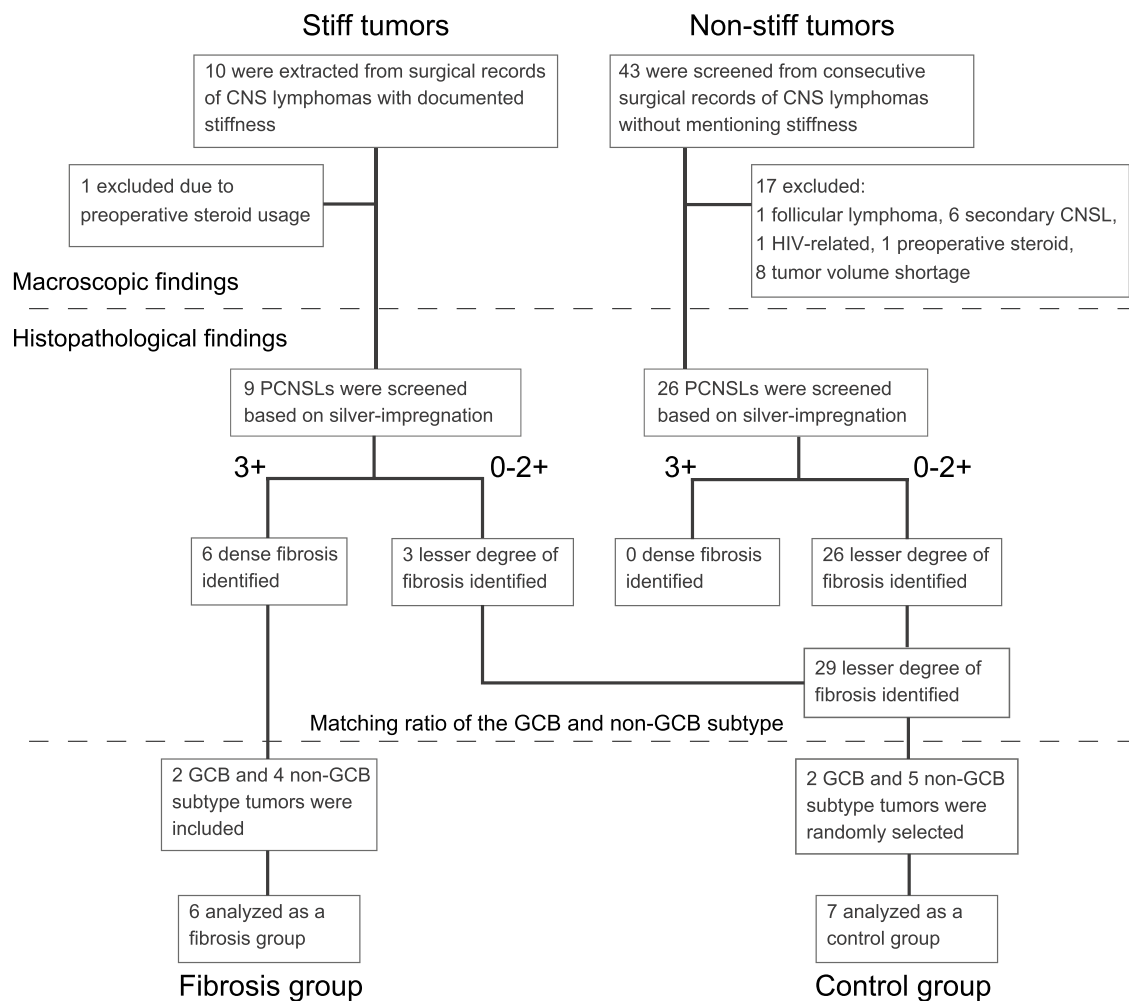 Stiff tumors
Non-stiff tumors
10 were extracted from surgical records
of CNS lymphomas with documented
stiffness
43 were screened from consecutive
surgical records of CNS lymphomas
without mentioning stiffness
1 excluded due to
preoperative steroid usage
17 excluded:
1 follicular lymphoma, 6 secondary CNSL,
1 HIV-related, 1 preoperative steroid,
8 tumor volume shortage
Macroscopic findings
Histopathological findings
9 PCNSLs were screened
based on silver-impregnation
26 PCNSLs were screened
based on silver-impregnation
3+
0-2+
3+
0-2+
6 dense fibrosis
identified
3 lesser degree of
fibrosis identified
0 dense fibrosis
identified
26 lesser degree of
fibrosis identified
29 lesser degree of
fibrosis identified
Matching ratio of the GCB and non-GCB subtype
2 GCB and 4 non-GCB
subtype tumors were
included
2 GCB and 5 non-GCB
subtype tumors were
randomly selected
6 analyzed as a
fibrosis group
7 analyzed as a
control group
Fibrosis group
Control group